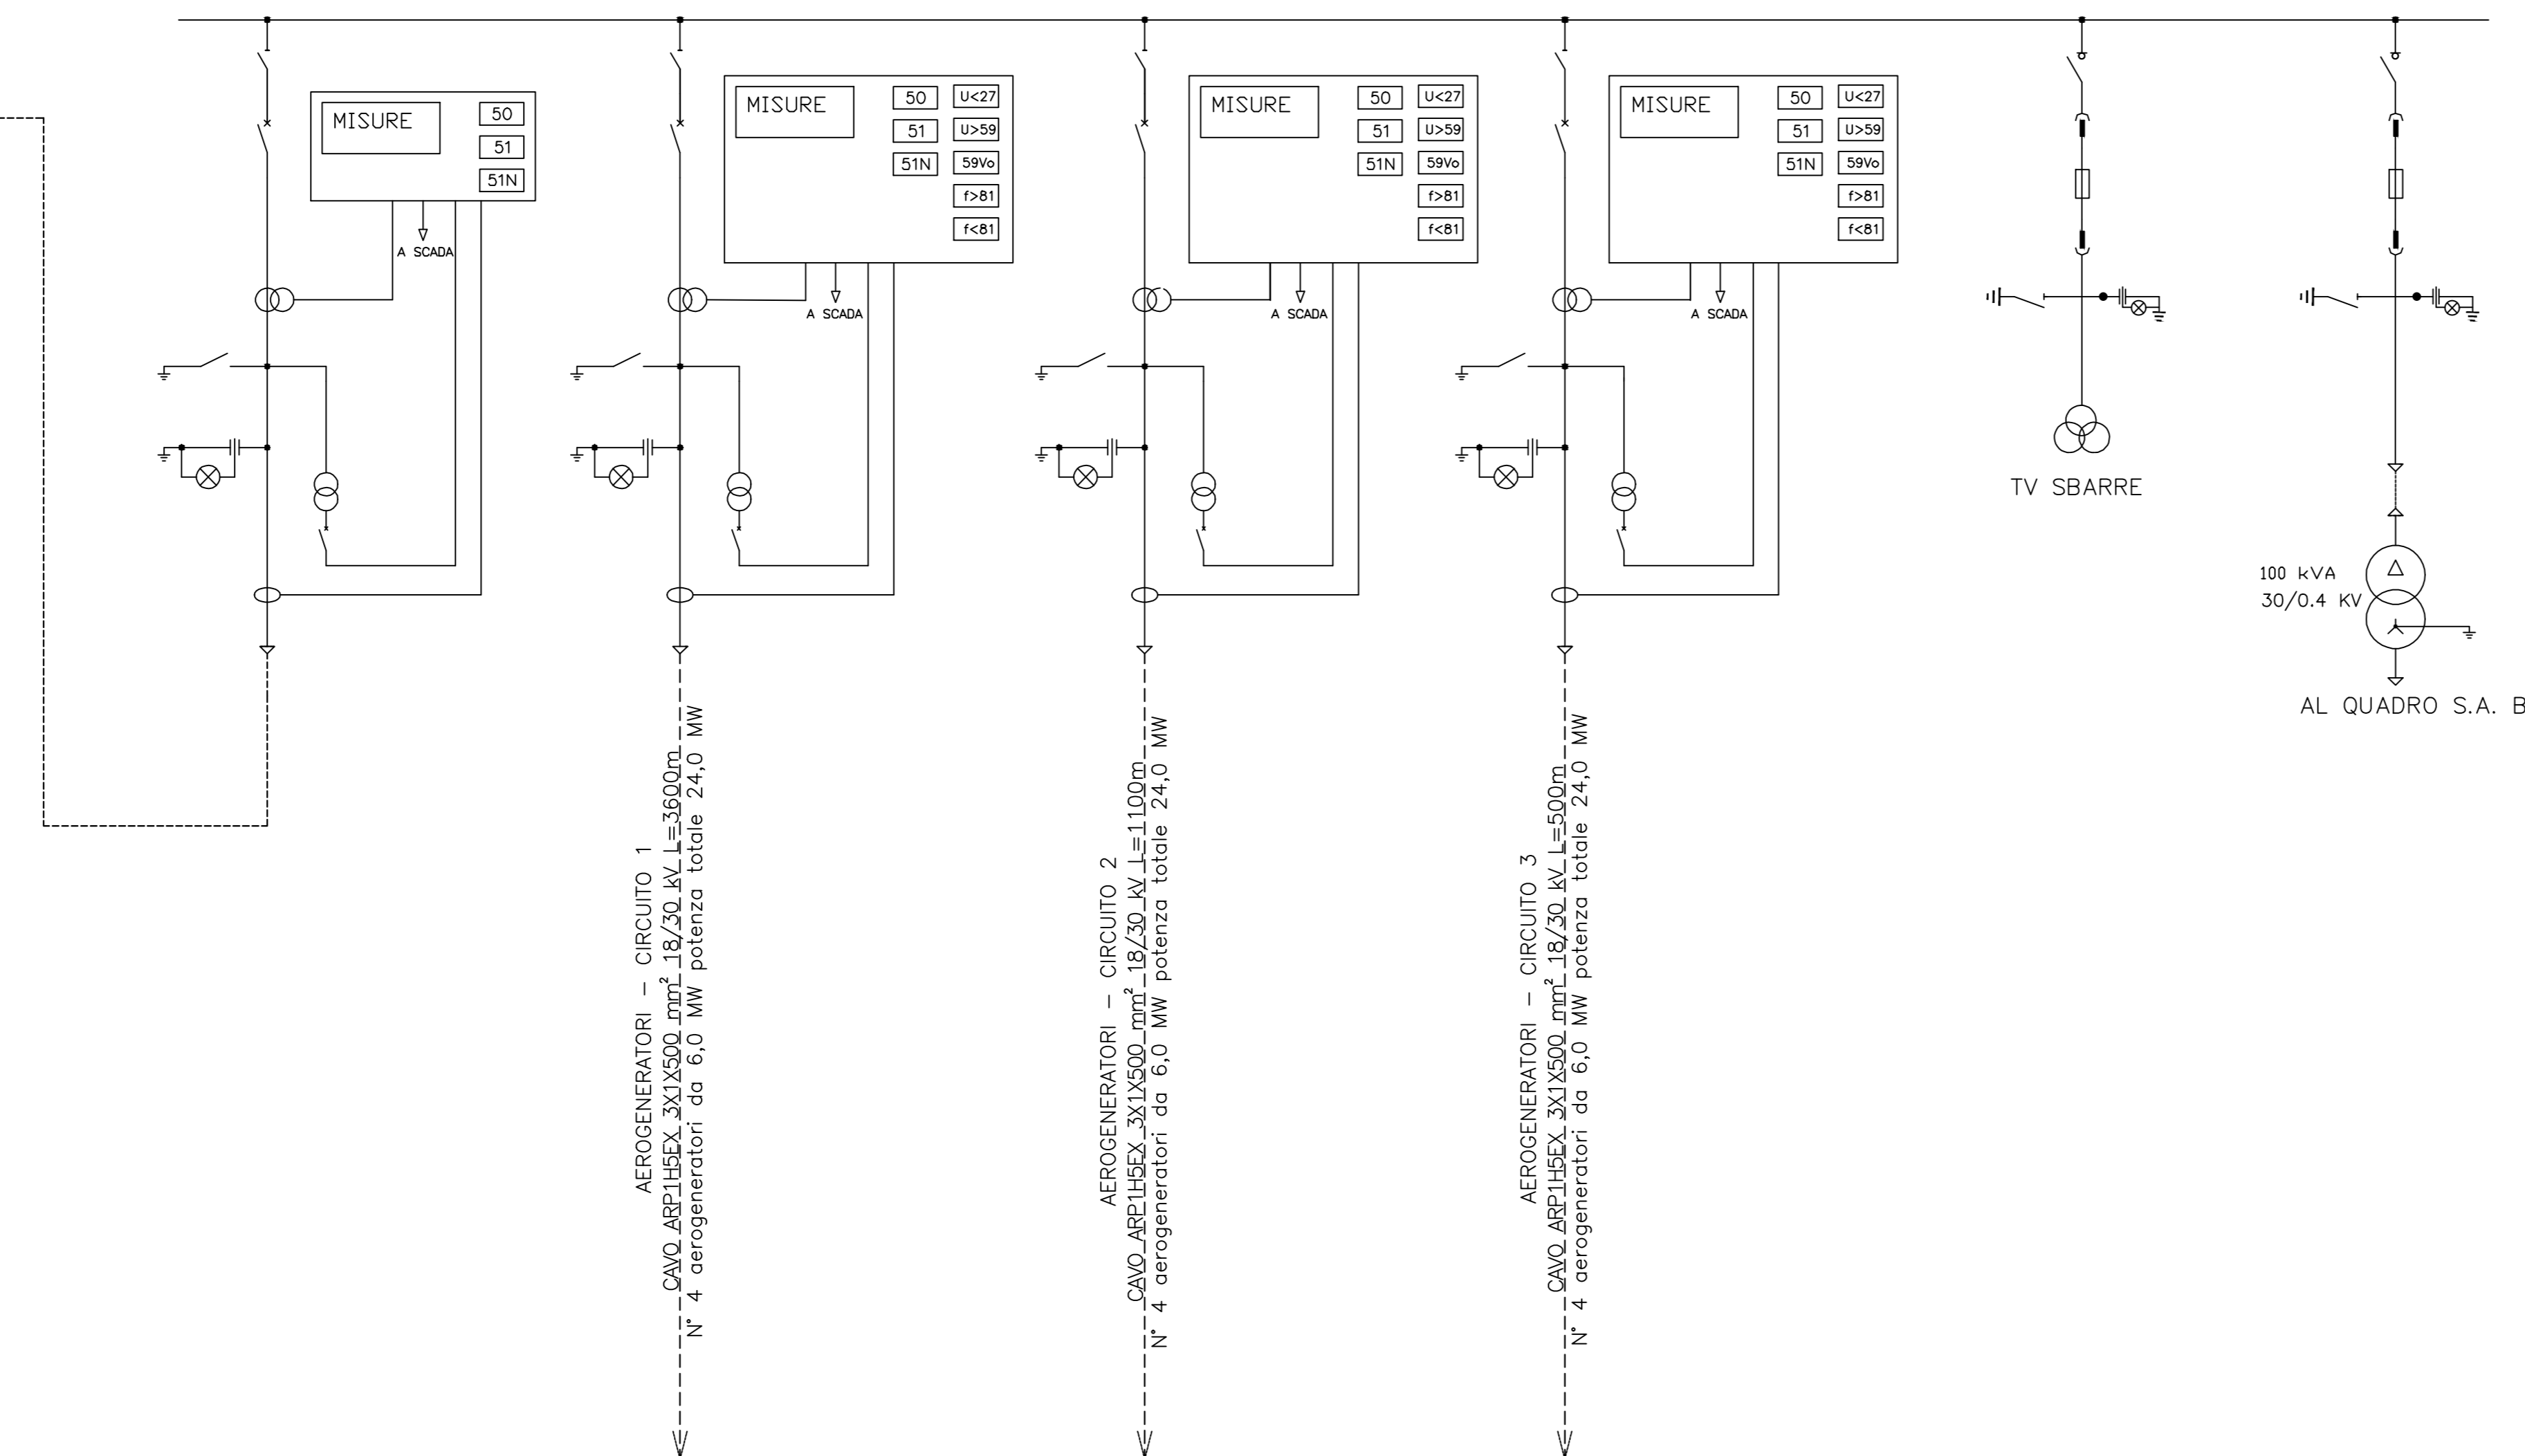 MISURE
50
51
51N
A SCADA
MISURE
50
51
51N
U<27
U>59
59Vo
f>81
f<81
A SCADA
MISURE
50
51
51N
U<27
U>59
59Vo
f>81
f<81
A SCADA
MISURE
50
51
51N
U<27
U>59
59Vo
f>81
f<81
A SCADA
TV SBARRE
100 kVA
30/0.4 KV
AL QUADRO S.A. B
AEROGENERATORI - CIRCUITO 1
CAVO ARP1H5EX 3X1X500 mm² 18/30 kV L=3600m
N° 4 aerogeneratori da 6,0 MW potenza totale 24,0 MW
AEROGENERATORI - CIRCUITO 2
CAVO ARP1H5EX 3X1X500 mm² 18/30 kV L=1100m
N° 4 aerogeneratori da 6,0 MW potenza totale 24,0 MW
AEROGENERATORI - CIRCUITO 3
CAVO ARP1H5EX 3X1X500 mm² 18/30 kV L=500m
N° 4 aerogeneratori da 6,0 MW potenza totale 24,0 MW